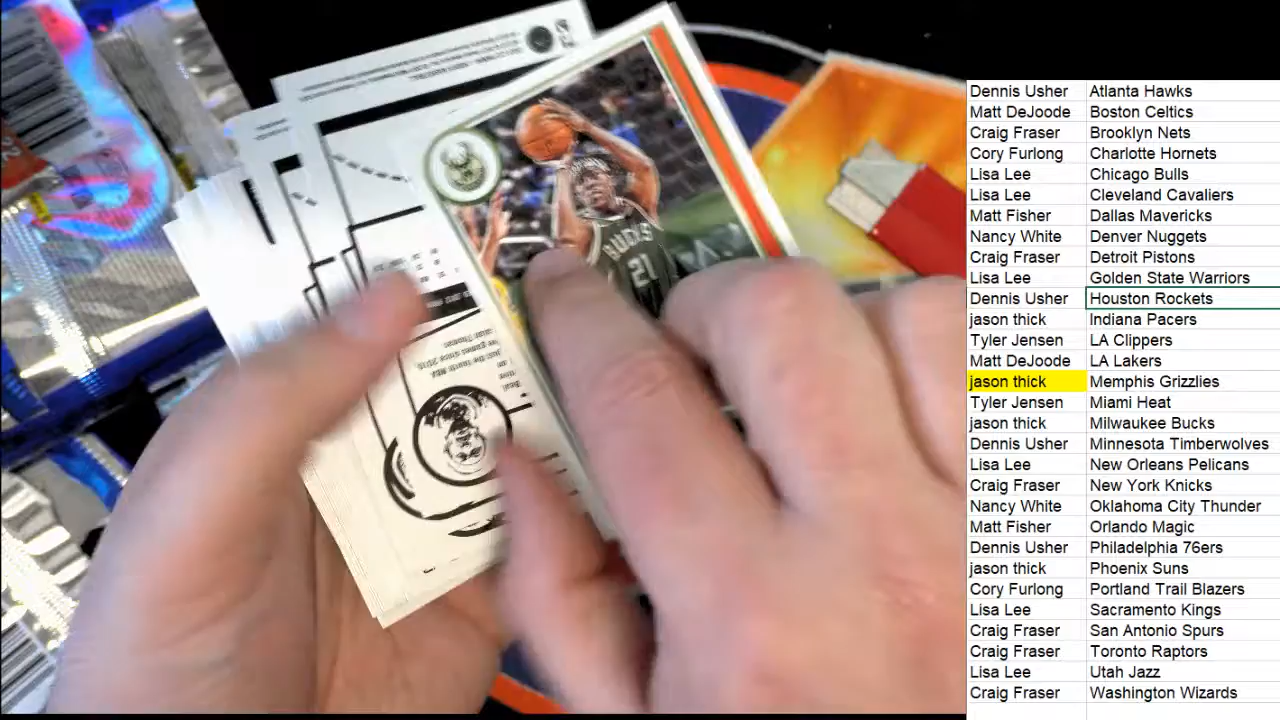 BUCKS
21
Dennis Usher Atlanta Hawks
Matt DeJoode Boston Celtics
Craig Fraser Brooklyn Nets
Cory Furlong Charlotte Hornets
Lisa Lee Chicago Bulls
Lisa Lee Cleveland Cavaliers
Matt Fisher Dallas Mavericks
Nancy White Denver Nuggets
Craig Fraser Detroit Pistons
Lisa Lee Golden State Warriors
Dennis Usher Houston Rockets
jason thick Indiana Pacers
Tyler Jensen LA Clippers
Matt DeJoode LA Lakers
jason thick Memphis Grizzlies
Tyler Jensen Miami Heat
jason thick Milwaukee Bucks
Dennis Usher Minnesota Timberwolves
Lisa Lee New Orleans Pelicans
Craig Fraser New York Knicks
Nancy White Oklahoma City Thunder
Matt Fisher Orlando Magic
Dennis Usher Philadelphia 76ers
jason thick Phoenix Suns
Cory Furlong Portland Trail Blazers
Lisa Lee Sacramento Kings
Craig Fraser San Antonio Spurs
Craig Fraser Toronto Raptors
Lisa Lee Utah Jazz
Craig Fraser Washington Wizards